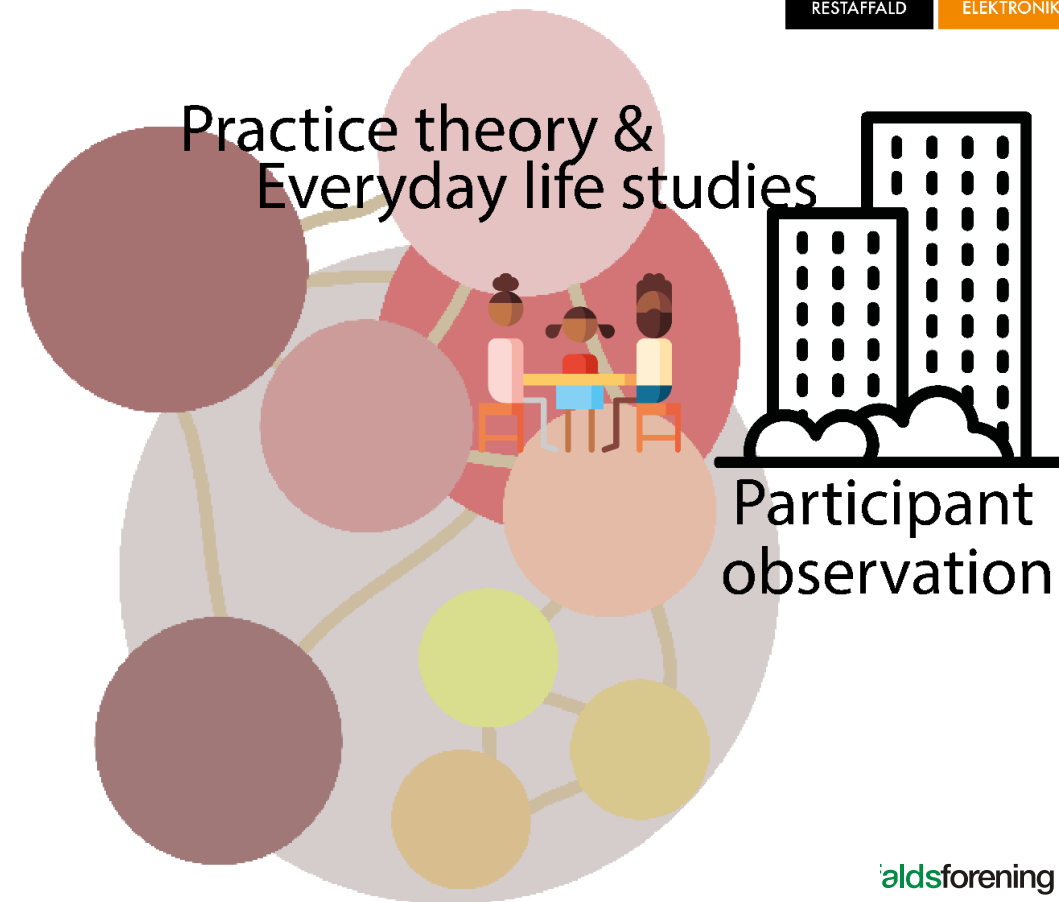 RESTAFFALD ELEKTRONIK
Practice theory &
Everyday life studies
Participant
observation
aldsforening